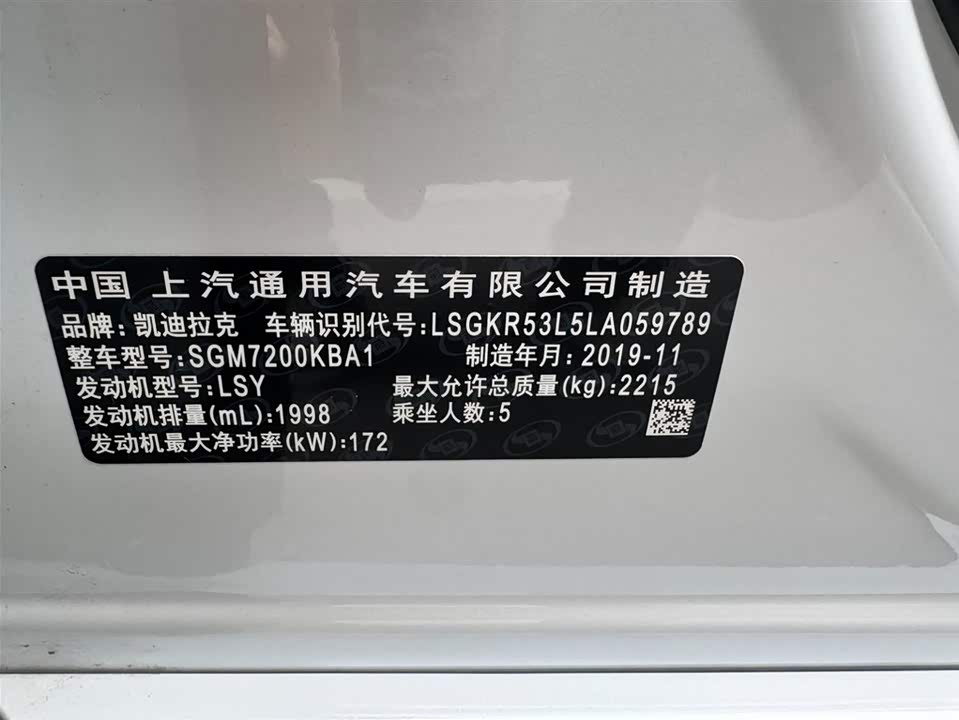 中国 上汽通用汽车有限公司制造
品牌:凯迪拉克 车辆识别代号:LSGKR53L5LA059789
整车型号:SGM7200KBA1 制造年月:2019-11
发动机型号:LSY 最大允许总质量(kg):2215
发动机排量(mL):1998 乘坐人数:5
发动机最大净功率(kW):172